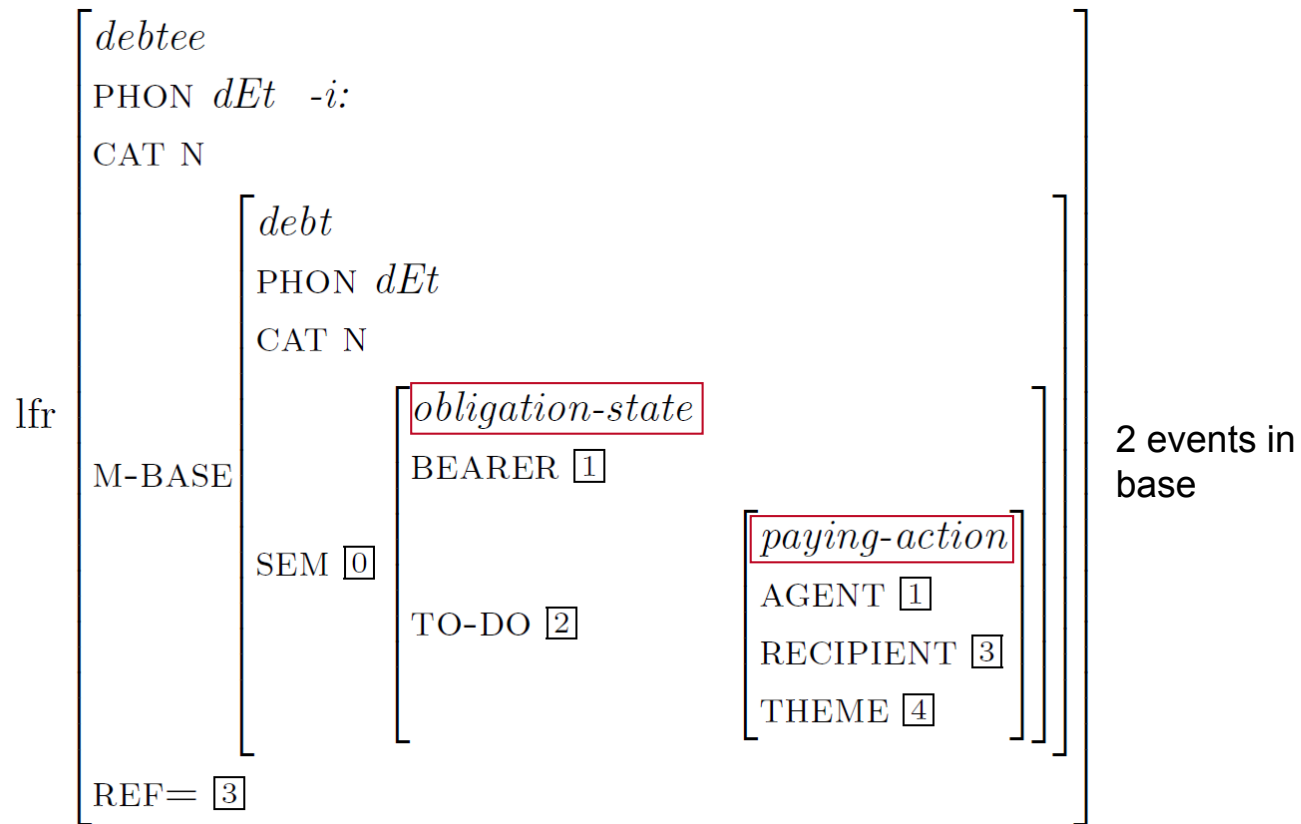 debtee
PHON dEt -i:
CAT N
debt
PHON dEt
CAT N
lfr
obligation-state
M-BASE
BEARER 1
2 events in
base
paying-action
SEM 0
AGENT 1
TO-DO 2
RECIPIENT 3
THEME 4
REF= 3